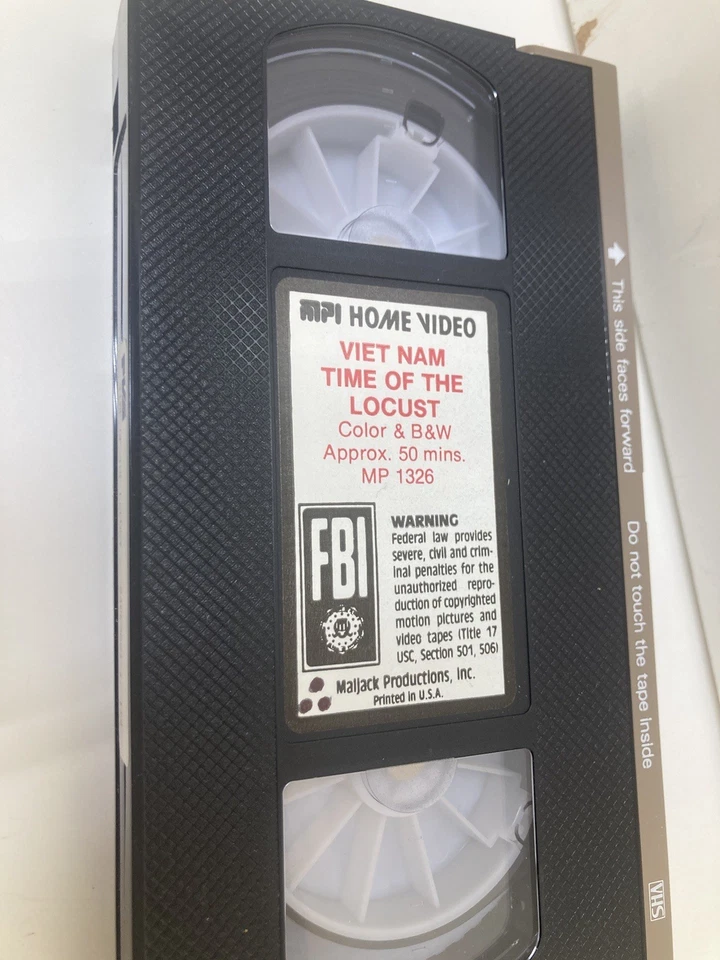 MPI HOME VIDEO
VIET NAM
TIME OF THE
LOCUST
Color & B&W
Approx. 50 mins.
MP 1326
FBI
WARNING
Federal law provides
severe, civil and crim-
inal penalties for the
unauthorized repro-
duction of copyrighted
motion pictures and
video tapes (Title 17
USC, Section 501, 506)
Maljack Productions, Inc.
Printed in U.S.A.
This side faces forward
Do not touch the tape inside
VHS